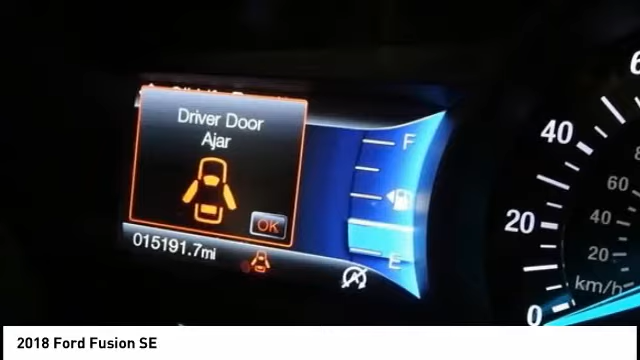 Driver Door
Ajar
OK
015191.7mi
F
E
40
20
0
60
40
20
km/h
2018 Ford Fusion SE